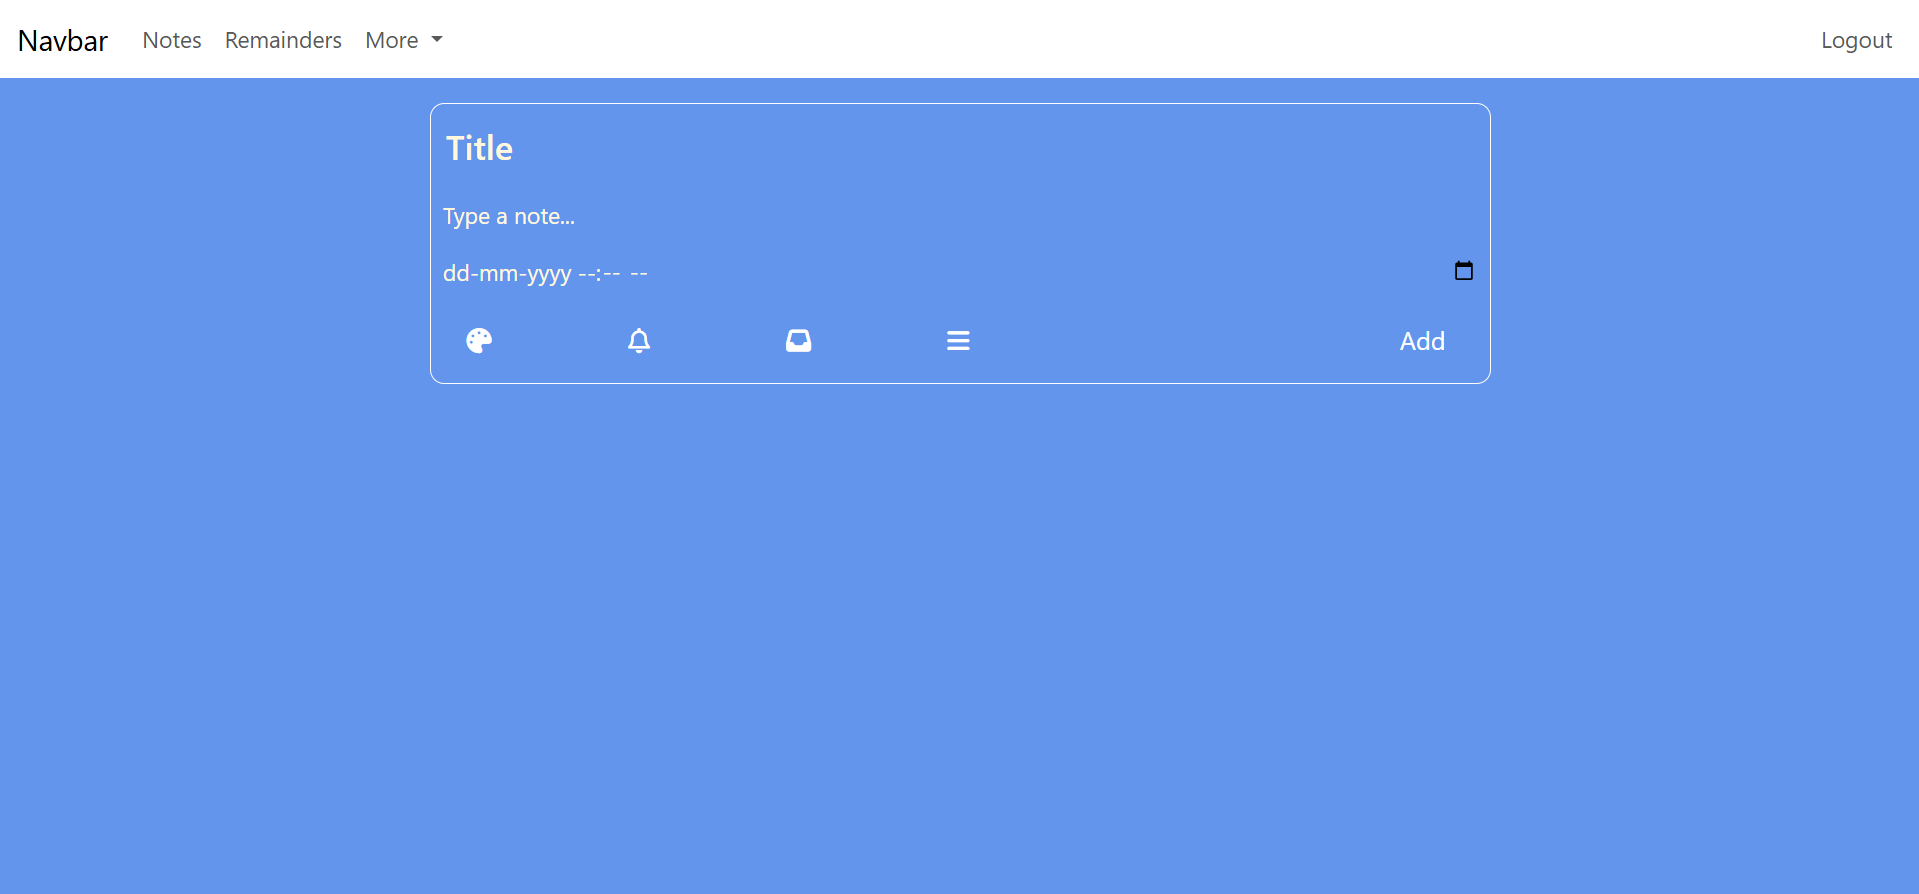 Navbar Notes Remainders More Logout
Title
Type a note...
dd-mm-yyyy --:-- --
Add